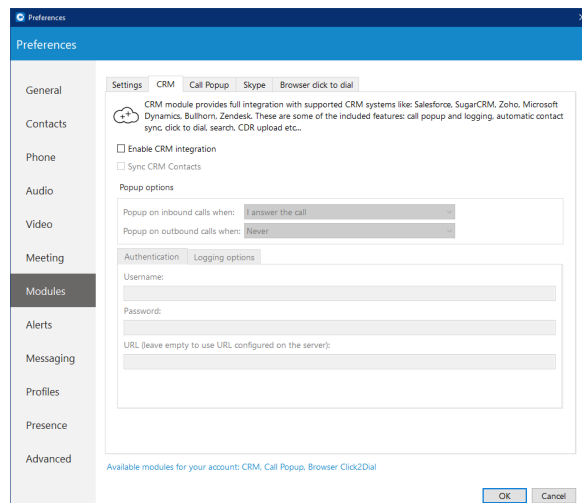 Preferences
Preferences
General
Contacts
Phone
Audio
Video
Meeting
Modules
Alerts
Messaging
Profiles
Presence
Advanced
Settings CRM Call Popup Skype Browser click to dial
CRM module provides full integration with supported CRM systems like: Salesforce, SugarCRM, Zoho, Microsoft
Dynamics, Bullhorn, Zendesk. These are some of the included features: call popup and logging, automatic contact
sync, click to dial, search, CDR upload etc...
Enable CRM integration
Sync CRM Contacts
Popup options
Popup on inbound calls when: I answer the call
Popup on outbound calls when: Never
Authentication Logging options
Username:
Password:
URL (leave empty to use URL configured on the server):
Available modules for your account: CRM, Call Popup, Browser Click2Dial
OK Cancel